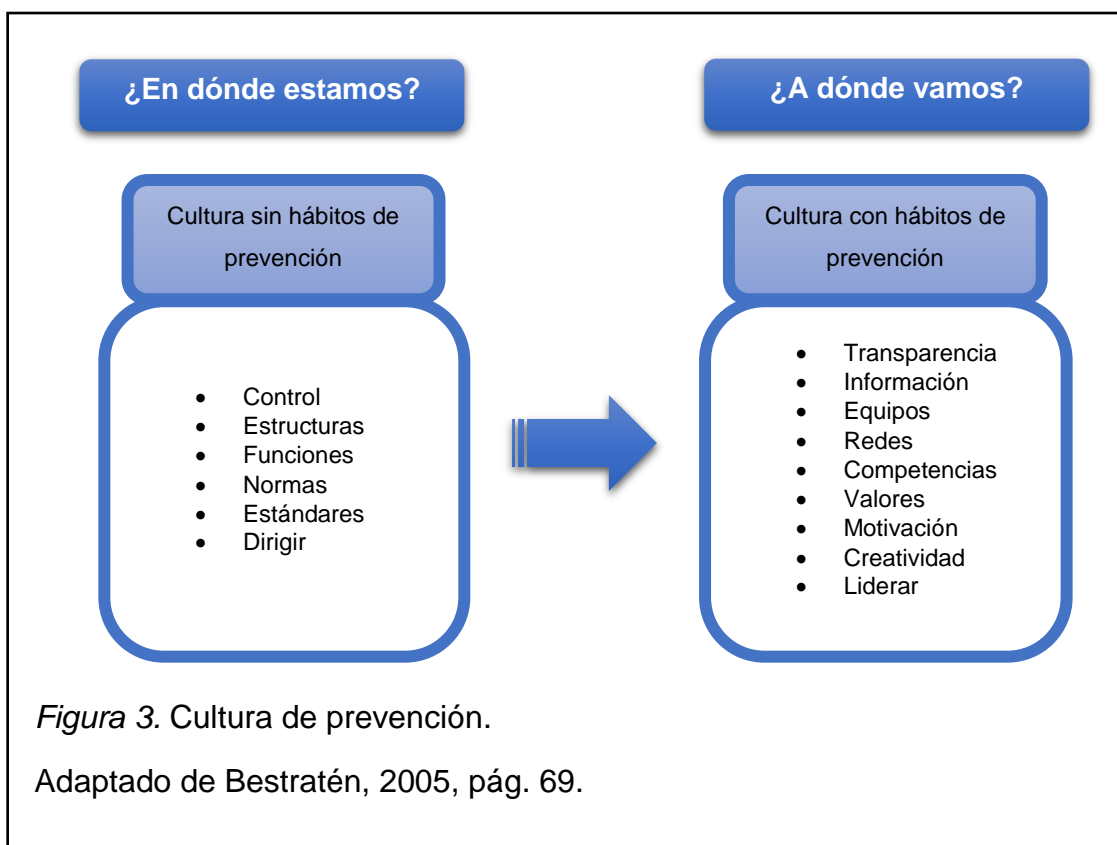 ¿En dónde estamos?
Cultura sin hábitos de
prevención
• Control
• Estructuras
• Funciones
• Normas
• Estándares
• Dirigir
¿A dónde vamos?
Cultura con hábitos de
prevención
• Transparencia
• Información
• Equipos
• Redes
• Competencias
• Valores
• Motivación
• Creatividad
• Liderar
Figura 3. Cultura de prevención.
Adaptado de Bestratén, 2005, pág. 69.